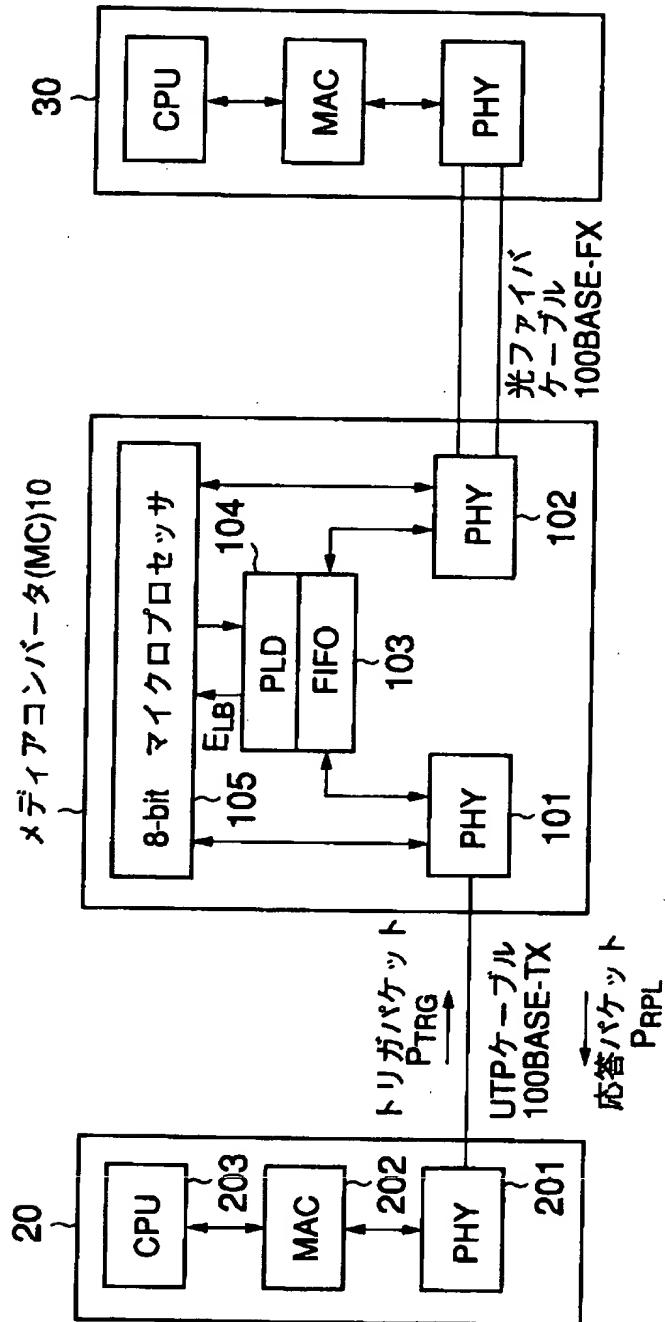 20
CPU
203
MAC
202
PHY
201
トリガパケット
PTRG
UTPケーブル
100BASE-TX
応答パケット
PRPL
メディアコンバータ(MC)10
8-bit マイクロプロセッサ
105
ELB
PLD
104
FIFO
103
PHY
101
PHY
102
光ファイバ
ケーブル
100BASE-FX
30
CPU
MAC
PHY